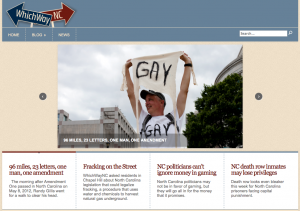 WhichWay NC
HOME
BLOG
NEWS
Search...
GAY
GAY
96 MILES, 23 LETTERS, ONE MAN, ONE AMENDMENT
96 miles, 23 letters, one
man, one amendment
The morning after Amendment
One passed in North Carolina on
May 9, 2012, Randy Gillis went
for a walk to clear his head
Fracking on the Street
WhichWayNC asked residents in
Chapel Hill about North Carolina
legislation that could legalize
fracking, a procedure that uses
water and chemicals to harvest
natural gas underground.
NC politicians can't
ignore money in gaming
North Carolina politicians may
not be in favor of gaming, but
they will go all in for the money
that it promises.
NC death row inmates
may lose privileges
Death row looks even bleaker
this week for North Carolina
prisoners facing capital
punishment.